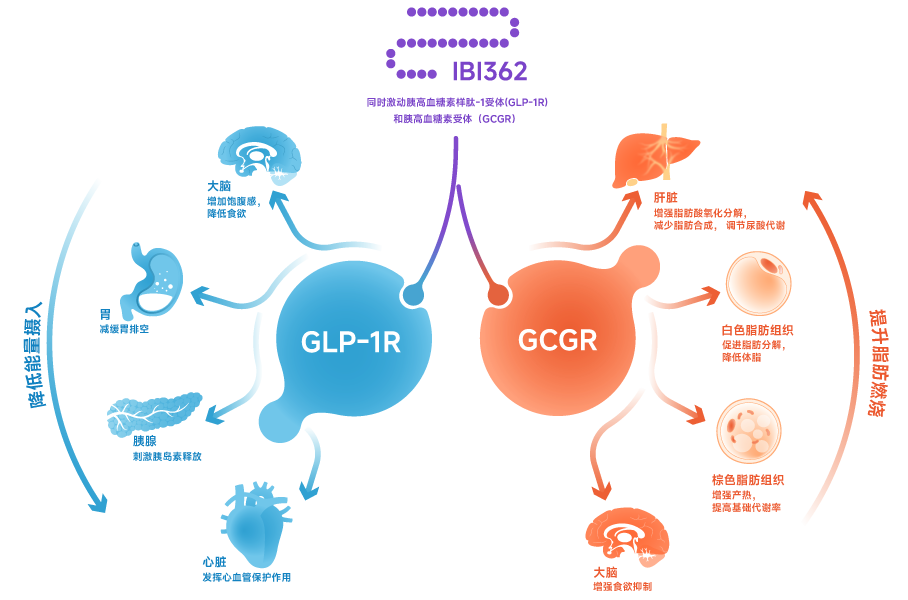 IBI362
同时激动胰高血糖素样肽-1受体(GLP-1R)
和胰高血糖素受体（GCGR）
大脑
增加饱腹感，
降低食欲
胃
减缓胃排空
胰腺
刺激胰岛素释放
心脏
发挥心血管保护作用
降低能量摄入
GLP-1R
GCGR
肝脏
增强脂肪酸氧化分解，
减少脂肪合成， 调节尿酸代谢
白色脂肪组织
促进脂肪分解，
降低体脂
棕色脂肪组织
增强产热，
提高基础代谢率
大脑
增强食欲抑制
提升脂肪燃烧